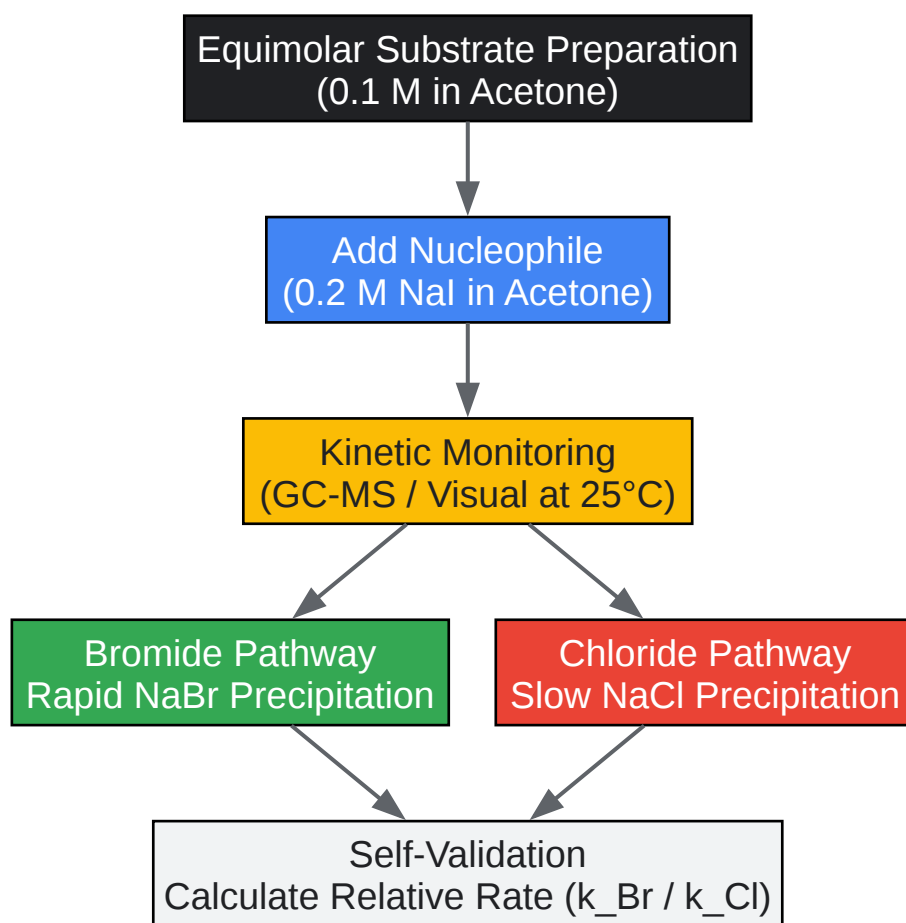 Equimolar Substrate Preparation
(0.1 M in Acetone)
Add Nucleophile
(0.2 M NaI in Acetone)
Kinetic Monitoring
(GC-MS / Visual at 25°C)
Bromide Pathway
Rapid NaBr Precipitation
Chloride Pathway
Slow NaCl Precipitation
Self-Validation
Calculate Relative Rate (k_Br / k_Cl)